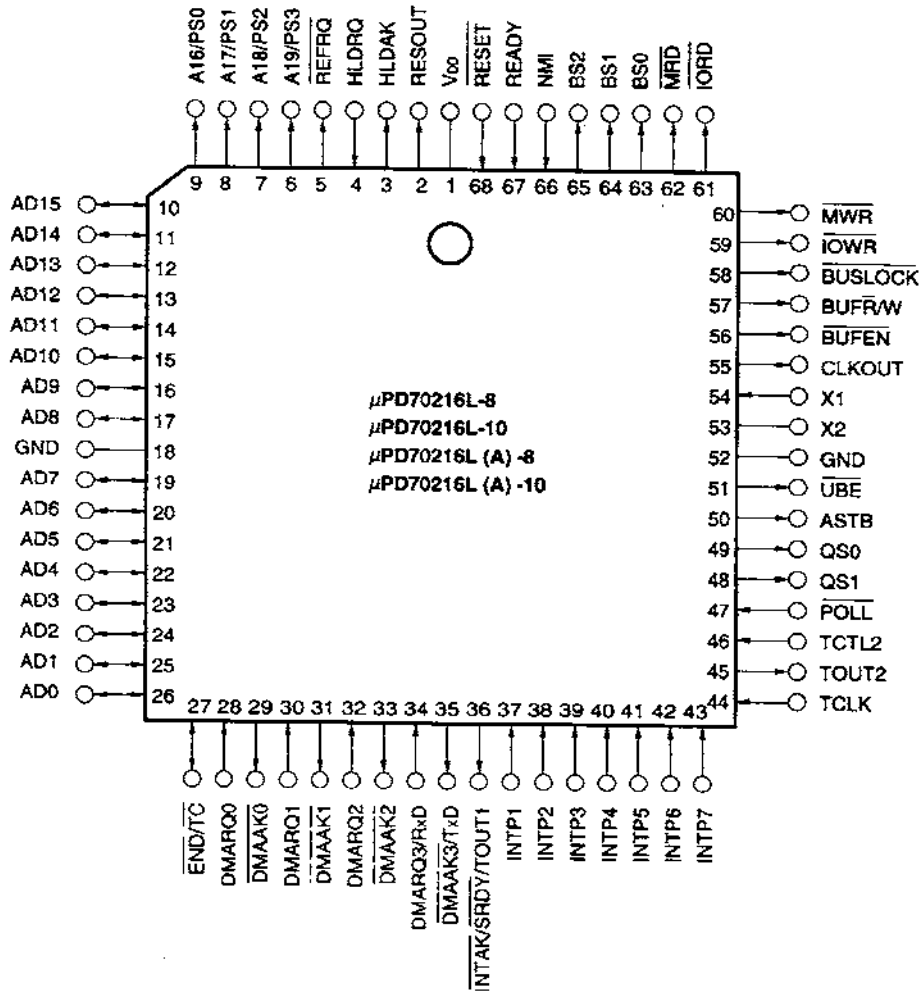 A16/PS0
A17/PS1
A18/PS2
A19/PS3
REFRQ
HLDRQ
HLDAK
RESOUT
VDD
RESET
READY
NMI
BS2
BS1
BS0
MRD
IORD
9 8 7 6 5 4 3 2 1 68 67 66 65 64 63 62 61
AD15 10
AD14 11
AD13 12
AD12 13
AD11 14
AD10 15
AD9 16
AD8 17
GND 18
AD7 19
AD6 20
AD5 21
AD4 22
AD3 23
AD2 24
AD1 25
AD0 26
μPD70216L-8
μPD70216L-10
μPD70216L (A) -8
μPD70216L (A) -10
60 MWR
59 IOWR
58 BUSLOCK
57 BUFR/W
56 BUFEN
55 CLKOUT
54 X1
53 X2
52 GND
51 UBE
50 ASTB
49 QS0
48 QS1
47 POLL
46 TCTL2
45 TOUT2
44 TCLK
27 28 29 30 31 32 33 34 35 36 37 38 39 40 41 42 43
END/TC
DMARQ0
DMAAK0
DMARQ1
DMAAK1
DMARQ2
DMAAK2
DMARQ3/RxD
DMAAK3/TxD
INTAK/SRDY/TOUT1
INTP1
INTP2
INTP3
INTP4
INTP5
INTP6
INTP7